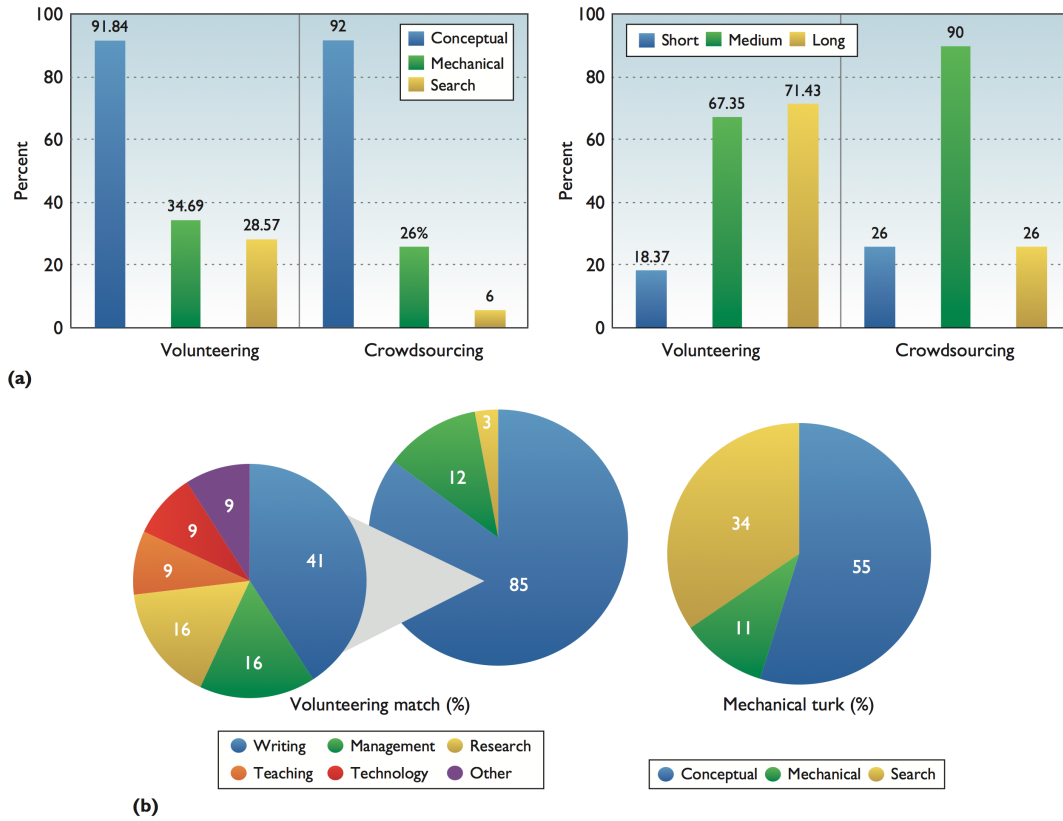 100
80
60
40
20
0
Percent
91.84
34.69
28.57
92
26%
6
Conceptual
Mechanical
Search
Volunteering
Crowdsourcing
100
80
60
40
20
0
Percent
Short Medium Long
18.37
67.35
71.43
26
90
26
Volunteering
Crowdsourcing
(a)
41
16
16
9
9
9
85
12
3
Volunteering match (%)
Writing Management Research
Teaching Technology Other
55
11
34
Mechanical turk (%)
Conceptual Mechanical Search
(b)